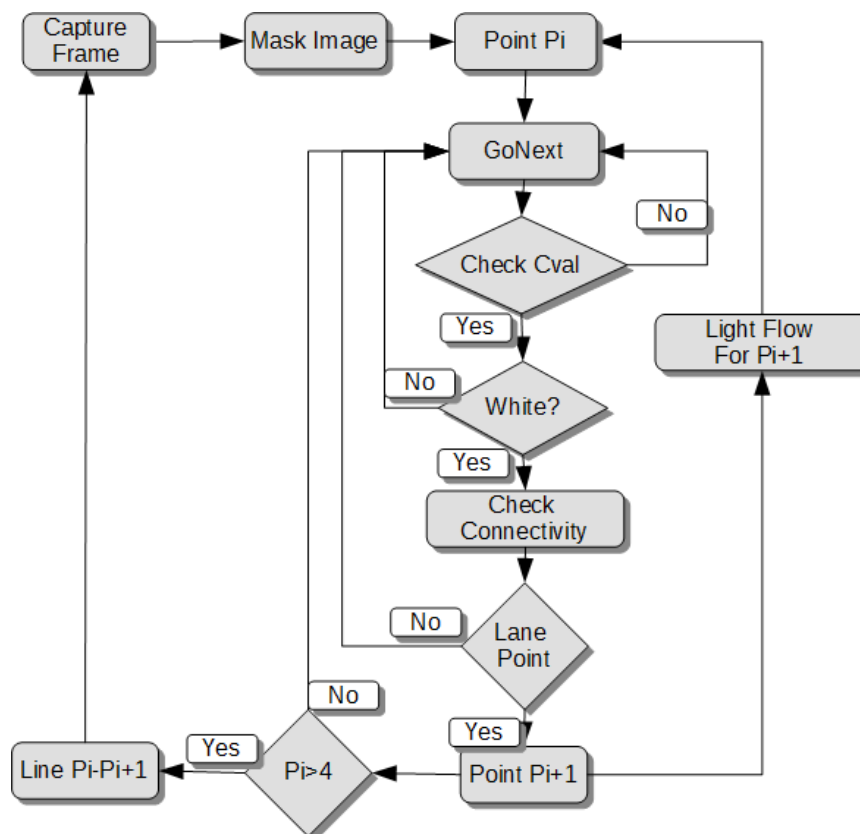 Capture
Frame
Mask Image
Point Pi
GoNext
No
Check Cval
Yes
Light Flow
For Pi+1
No
White?
Yes
Check
Connectivity
No
Lane
Point
No
Yes
Yes
Line Pi-Pi+1
Pi>4
Point Pi+1